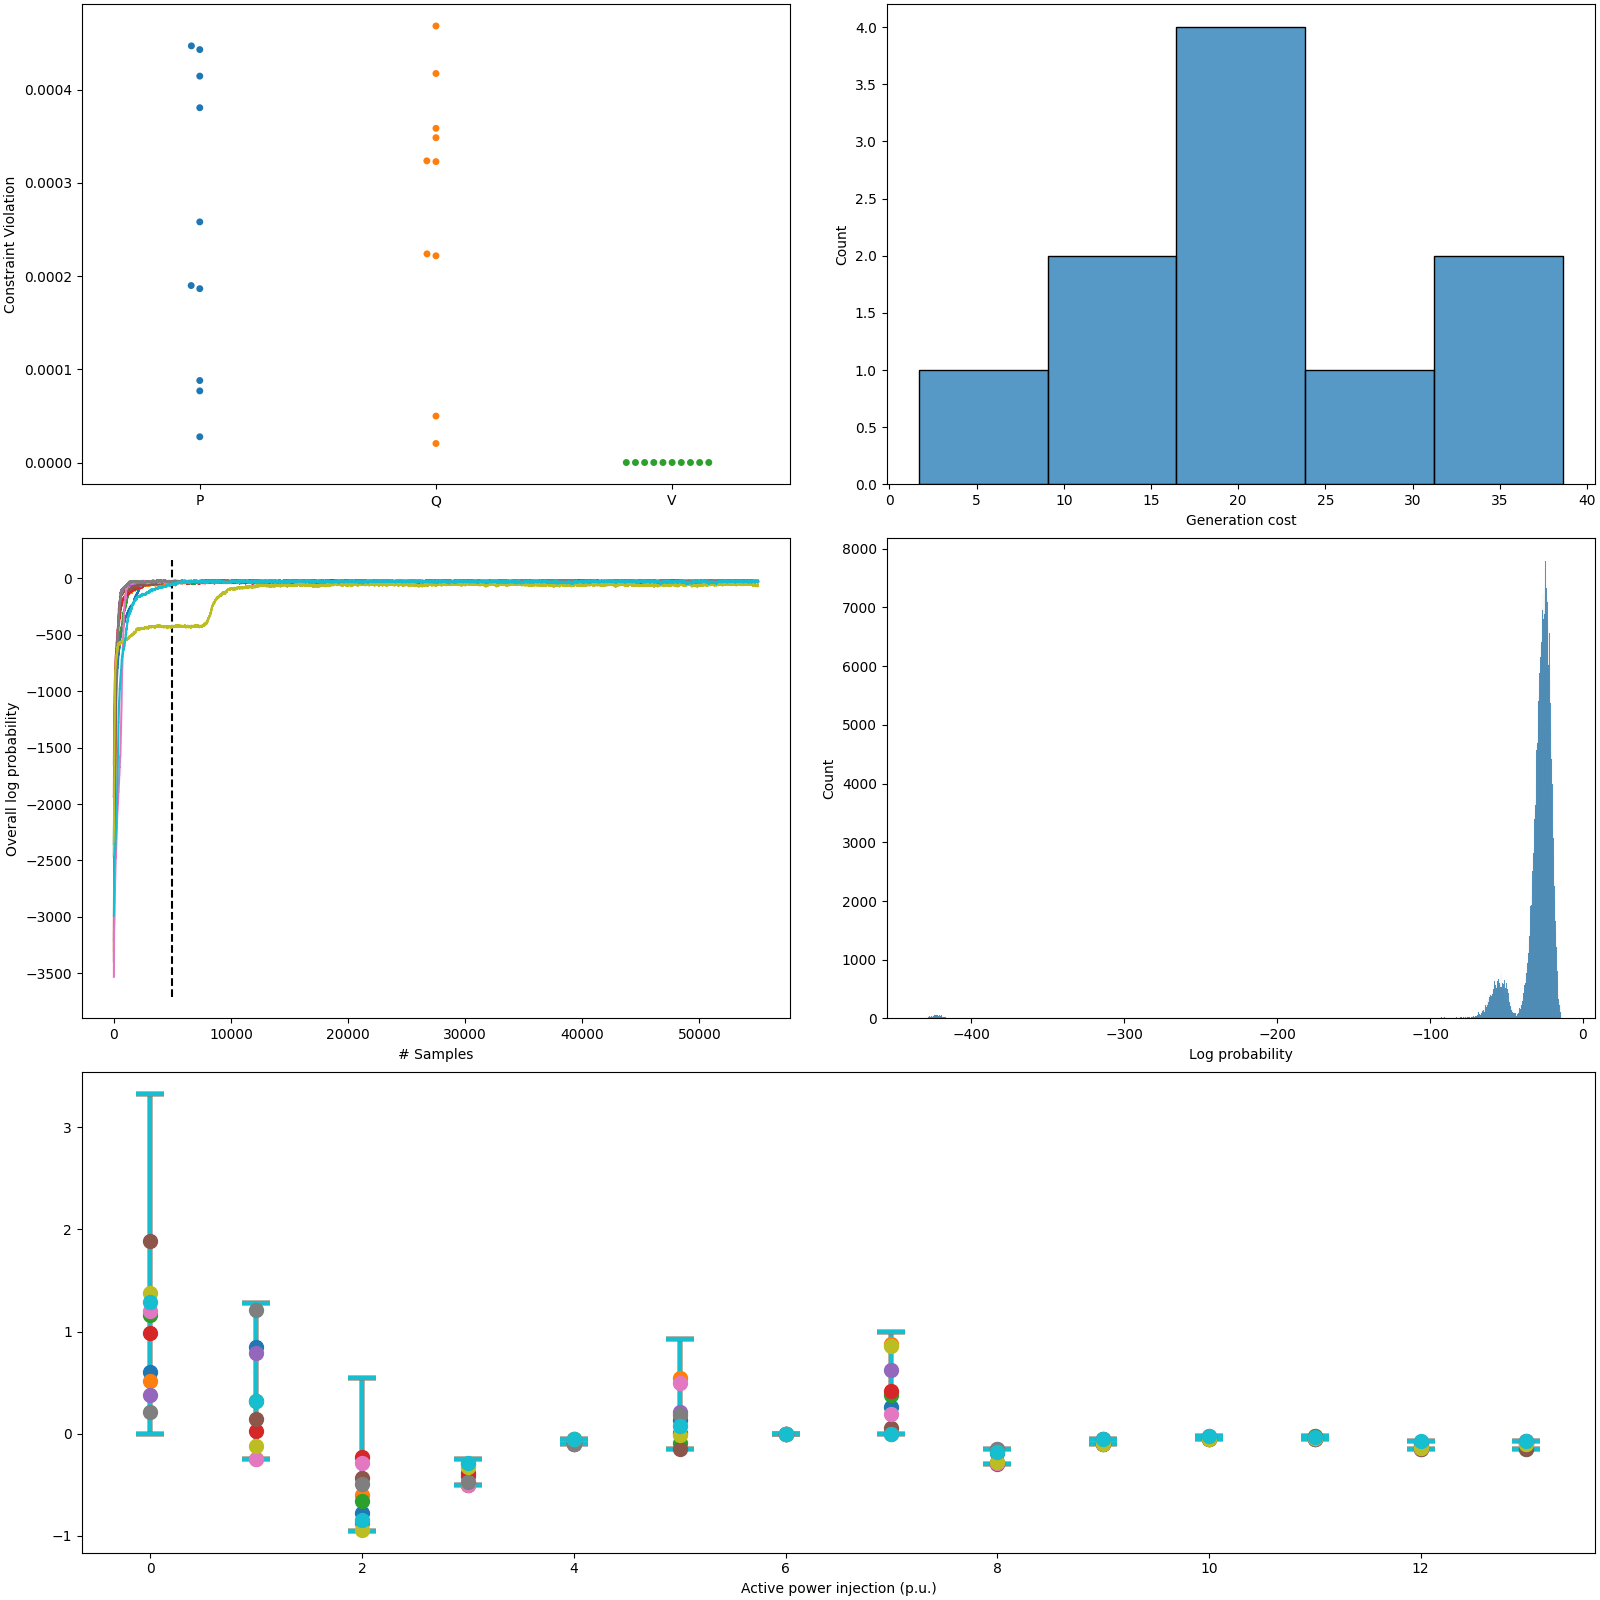 Constraint Violation
0.0004
0.0003
0.0002
0.0001
0.0000
P Q V
Count
4.0
3.5
3.0
2.5
2.0
1.5
1.0
0.5
0.0
0 5 10 15 20 25 30 35 40
Generation cost
Overall log probability
0
−500
−1000
−1500
−2000
−2500
−3000
−3500
0 10000 20000 30000 40000 50000
# Samples
Count
8000
7000
6000
5000
4000
3000
2000
1000
0
−400 −300 −200 −100 0
Log probability
3
2
1
0
−1
0 2 4 6 8 10 12
Active power injection (p.u.)